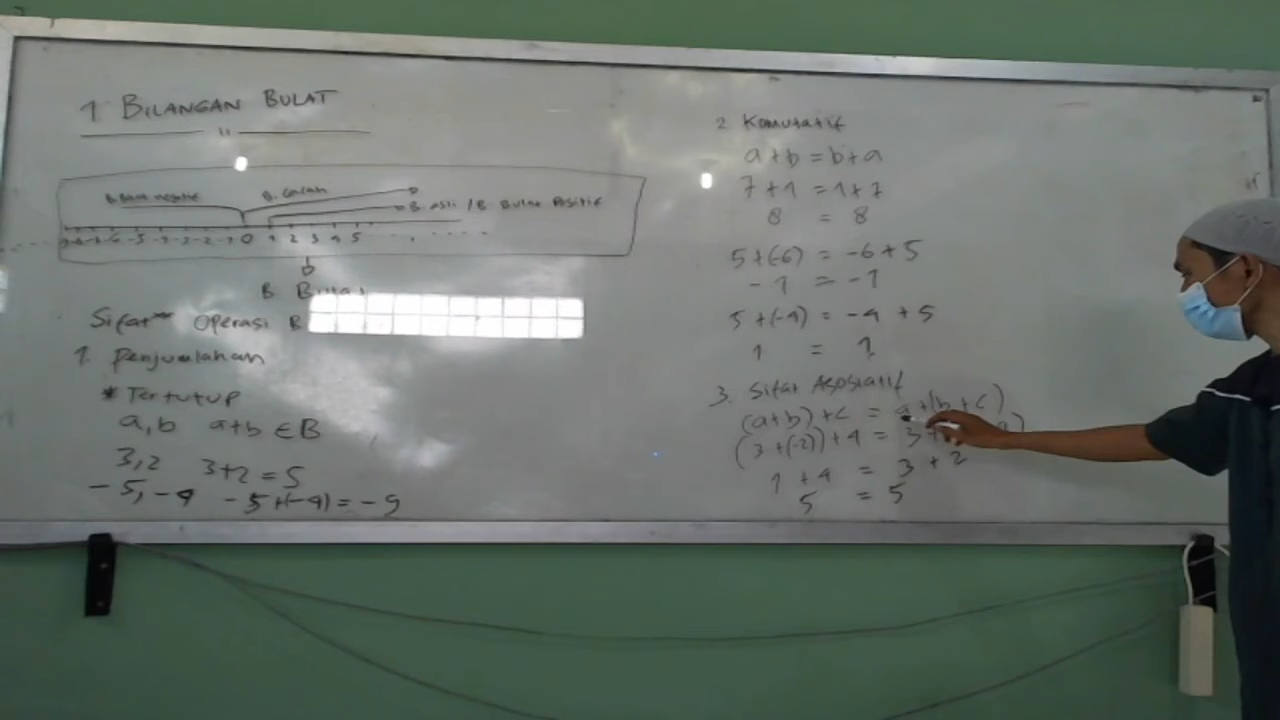 1 BILANGAN BULAT
B. Bulat negatif B. Cacah
B. asli / B Bulat Positif
-5 -1 0 1 2 3 4 5
B Bulat
Sifat Operasi B
1. Penjumlahan
* Tertutup
a, b a+b ∈ B
3, 2 3+2 = 5
-5, -4 -5+(-4) = -9
2 Komutatif
a+b = b+a
7+1 = 1+7
8 = 8
5+(-6) = -6+5
-1 = -1
5+(-4) = -4+5
1 = 1
3. Sifat Asosiatif
(a+b)+c = a+(b+c)
(3+(-2))+4 = 3+
1+4 = 3+2
5 = 5